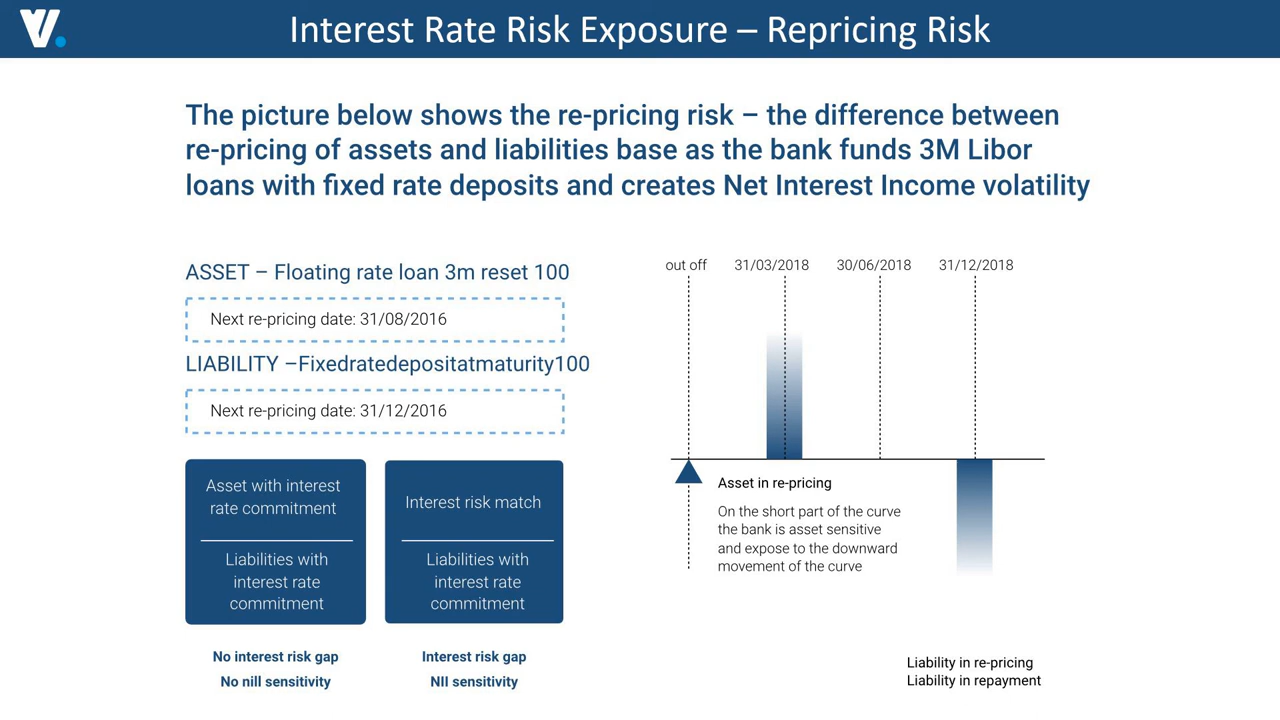 Interest Rate Risk Exposure – Repricing Risk
The picture below shows the re-pricing risk – the difference between
re-pricing of assets and liabilities base as the bank funds 3M Libor
loans with fixed rate deposits and creates Net Interest Income volatility
ASSET – Floating rate loan 3m reset 100
Next re-pricing date: 31/08/2016
LIABILITY –Fixedratedepositatmaturity100
Next re-pricing date: 31/12/2016
Asset with interest
rate commitment
Liabilities with
interest rate
commitment
No interest risk gap
No nill sensitivity
Interest risk match
Liabilities with
interest rate
commitment
Interest risk gap
NII sensitivity
out off
31/03/2018
30/06/2018
31/12/2018
Asset in re-pricing
On the short part of the curve
the bank is asset sensitive
and expose to the downward
movement of the curve
Liability in re-pricing
Liability in repayment